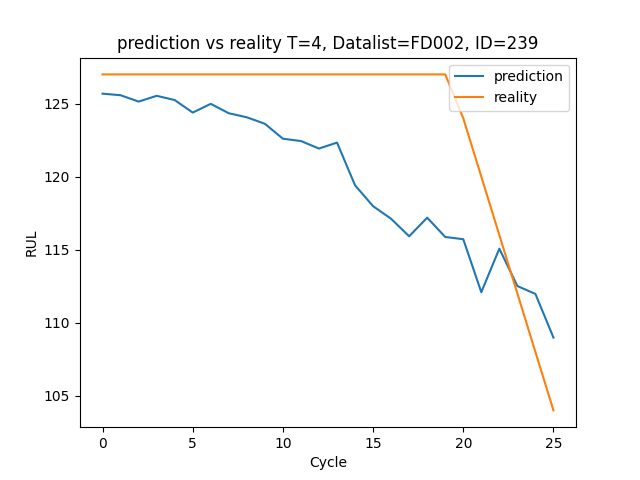 prediction vs reality T=4, Datalist=FD002, ID=239
prediction
reality
RUL
125
120
115
110
105
0 5 10 15 20 25
Cycle